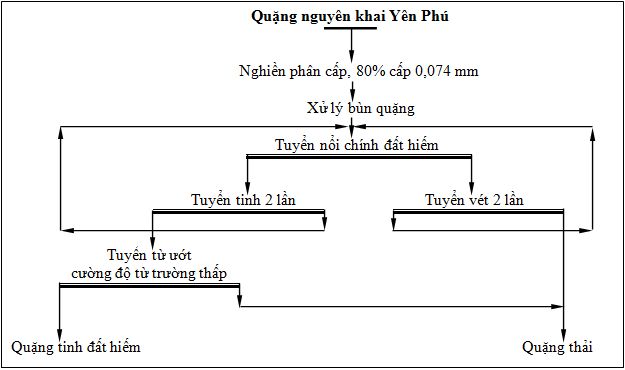 Quặng nguyên khai Yên Phú
Nghiền phân cấp, 80% cấp 0,074 mm
Xử lý bùn quặng
Tuyển nổi chính đất hiếm
Tuyển tinh 2 lần
Tuyển vét 2 lần
Tuyển từ ướt
cường độ từ trường thấp
Quặng tinh đất hiếm
Quặng thải